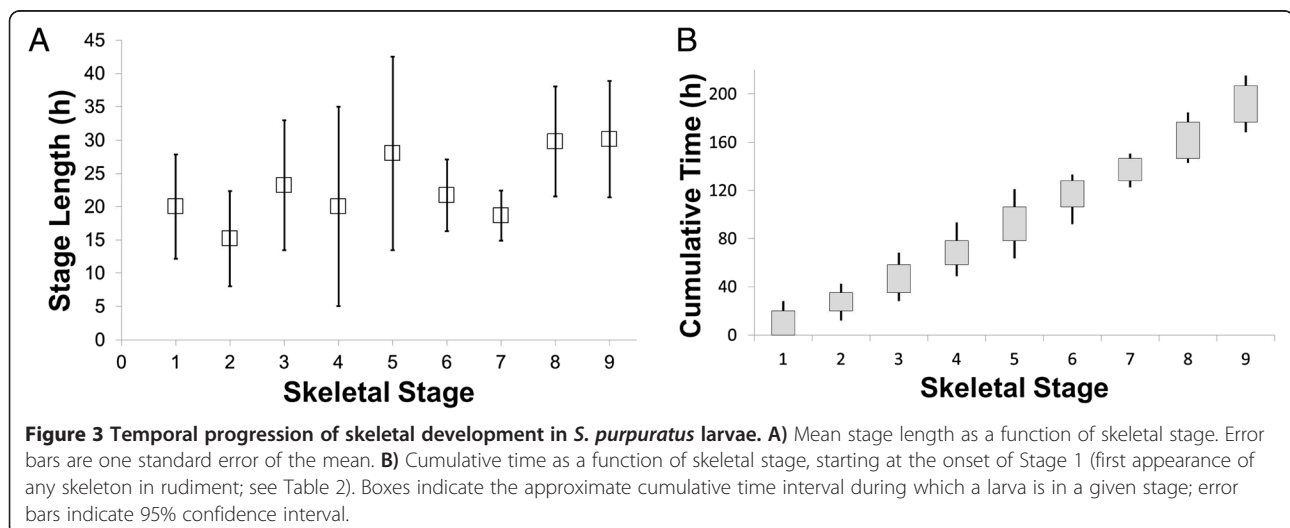 A
45
40
35
30
25
20
15
10
5
0
Stage Length (h)
0 1 2 3 4 5 6 7 8 9
Skeletal Stage
B
200
160
120
80
40
0
Cumulative Time (h)
1 2 3 4 5 6 7 8 9
Skeletal Stage
Figure 3 Temporal progression of skeletal development in S. purpuratus larvae. A) Mean stage length as a function of skeletal stage. Error
bars are one standard error of the mean. B) Cumulative time as a function of skeletal stage, starting at the onset of Stage 1 (first appearance of
any skeleton in rudiment; see Table 2). Boxes indicate the approximate cumulative time interval during which a larva is in a given stage; error
bars indicate 95% confidence interval.